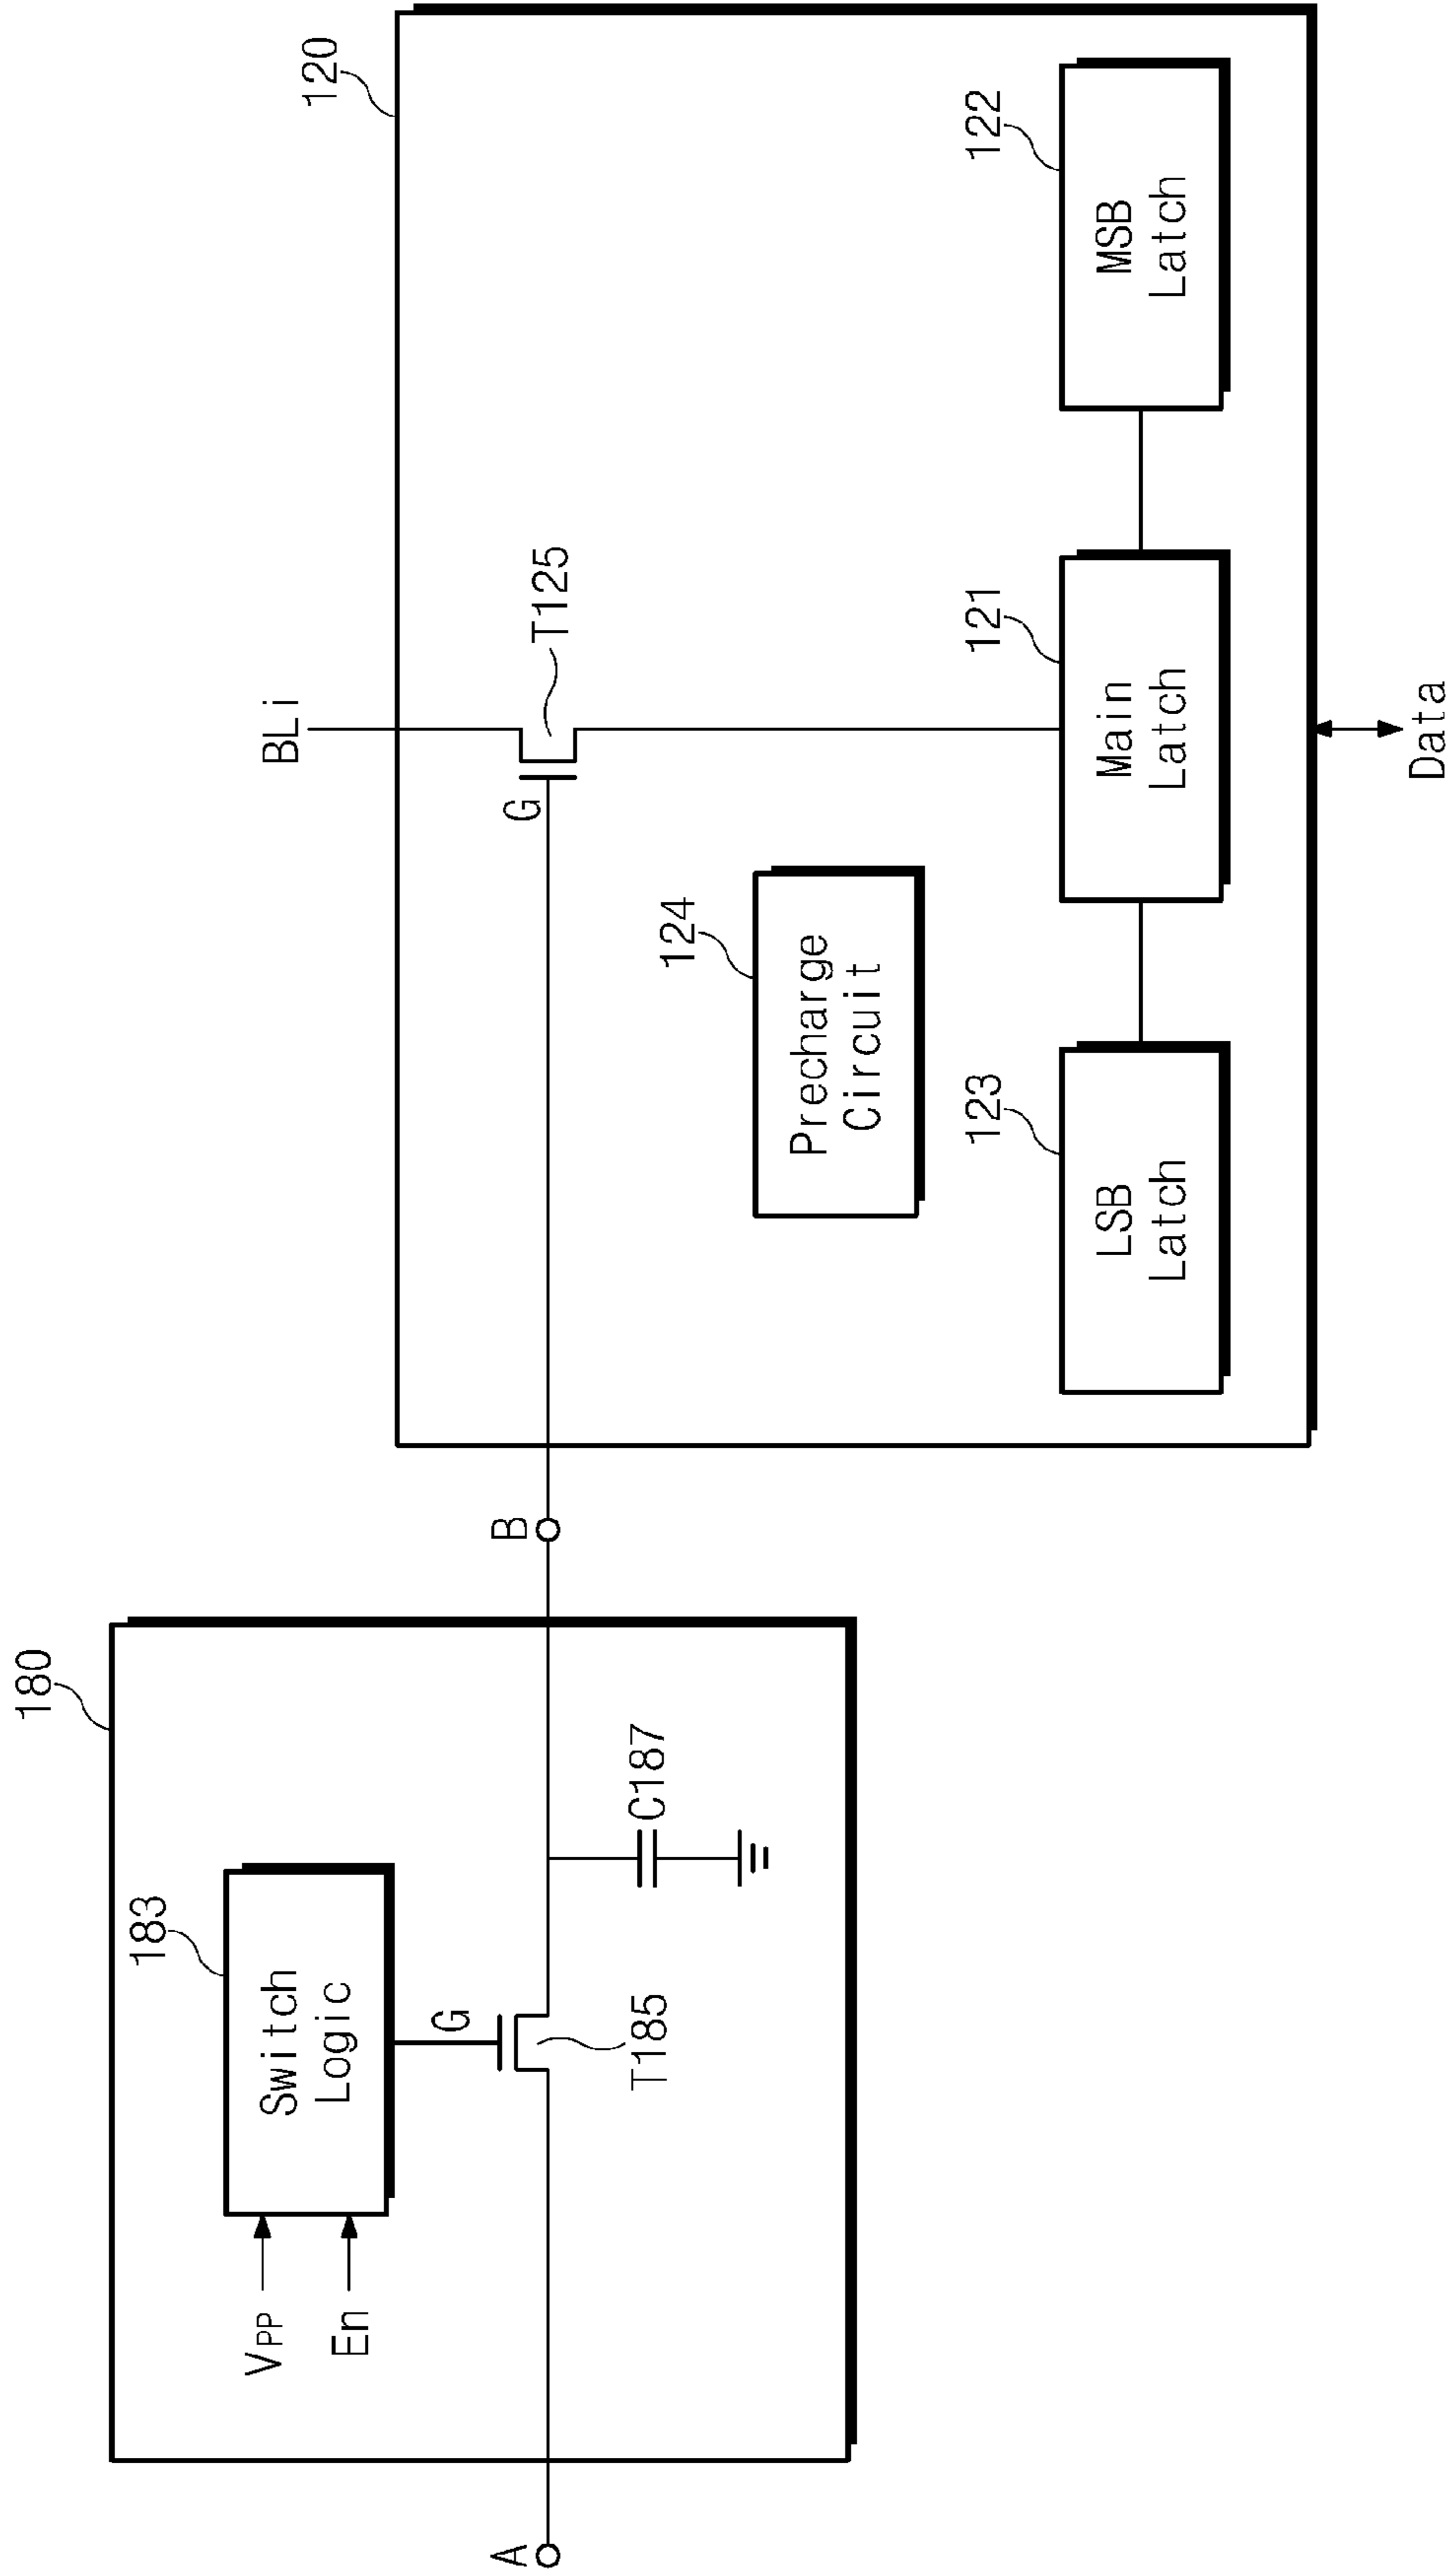 180
183
Switch
Logic
VPP
En
G
T185
C187
A
B
120
BLi
T125
G
124
Precharge
Circuit
123
LSB
Latch
121
Main
Latch
122
MSB
Latch
Data